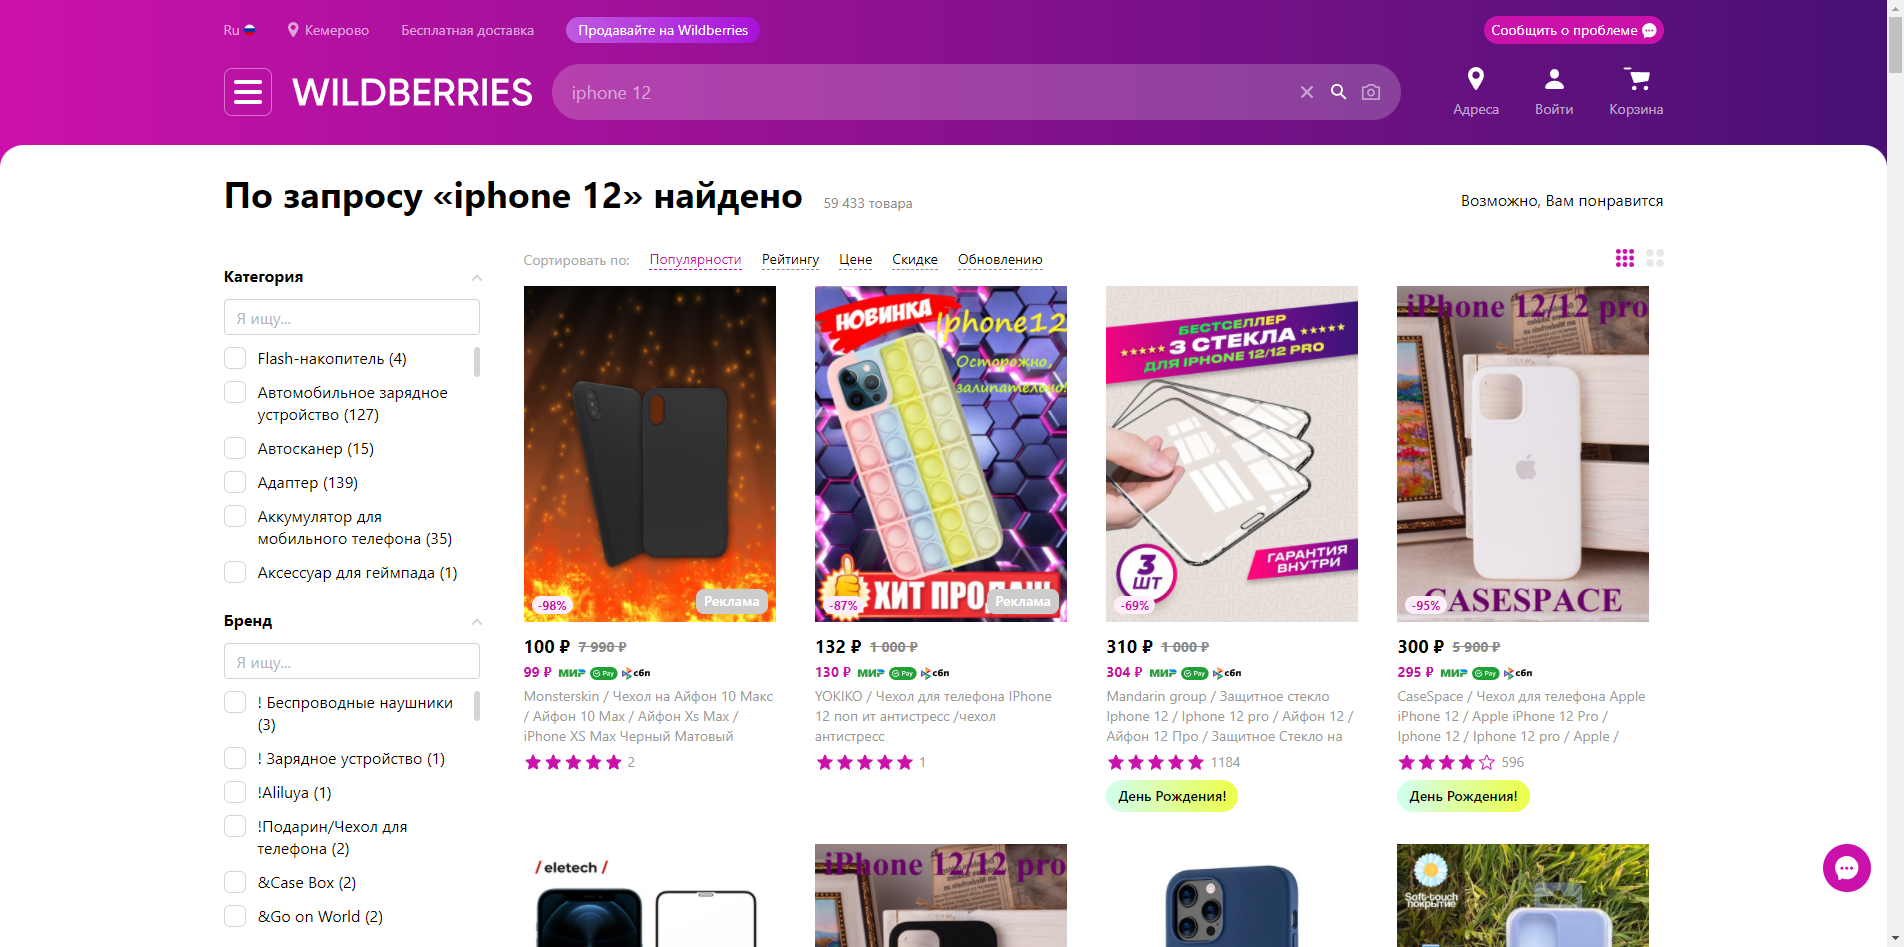 Ru
Кемерово
Бесплатная доставка
Продавайте на Wildberries
Сообщить о проблеме
WILDBERRIES
iphone 12
Адреса
Войти
Корзина
По запросу «iphone 12» найдено
59 433 товара
Возможно, Вам понравится
Категория
Я ищу...
Flash-накопитель (4)
Автомобильное зарядное
устройство (127)
Автосканер (15)
Адаптер (139)
Аккумулятор для
мобильного телефона (35)
Аксессуар для геймпада (1)
Бренд
Я ищу...
! Беспроводные наушники
(3)
! Зарядное устройство (1)
!Aliluya (1)
!Подарин/Чехол для
телефона (2)
&Case Box (2)
&Go on World (2)
Сортировать по:
Популярности
Рейтингу
Цене
Скидке
Обновлению
-98%
Реклама
100 ₽ 7 990 ₽
99 ₽ МИР Pay сбп
Monsterskin / Чехол на Айфон 10 Макс
/ Айфон 10 Max / Айфон Xs Max /
iPhone XS Max Черный Матовый
2
НОВИНКА
Iphone12
Осторожно,
залипательно!
ХИТ ПРОДАЖ
-87%
Реклама
132 ₽ 1 000 ₽
130 ₽ МИР Pay сбп
YOKIKO / Чехол для телефона IPhone
12 поп ит антистресс /чехол
антистресс
1
БЕСТСЕЛЛЕР
3 СТЕКЛА
ДЛЯ IPHONE 12/12 PRO
3
ШТ
ГАРАНТИЯ
ВНУТРИ
-69%
310 ₽ 1 000 ₽
304 ₽ МИР Pay сбп
Mandarin group / Защитное стекло
Iphone 12 / Iphone 12 pro / Айфон 12 /
Айфон 12 Про / Защитное Стекло на
1184
День Рождения!
iPhone 12/12 pro
CASESPACE
-95%
300 ₽ 5 900 ₽
295 ₽ МИР Pay сбп
CaseSpace / Чехол для телефона Apple
iPhone 12 / Apple iPhone 12 Pro /
Iphone 12 / Iphone 12 pro / Apple /
596
День Рождения!
/ eletech /
iPhone 12/12 pro
Soft-touch
покрытие